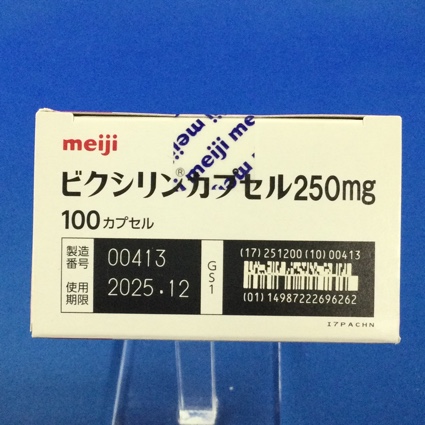 meiji me
meiji me
meiji
ビクシリンカプセル250mg
100カプセル
製造番号
00413
使用期限
2025.12
GS1
(17)251200(10)00413
(01)14987222696262
I7PACHN